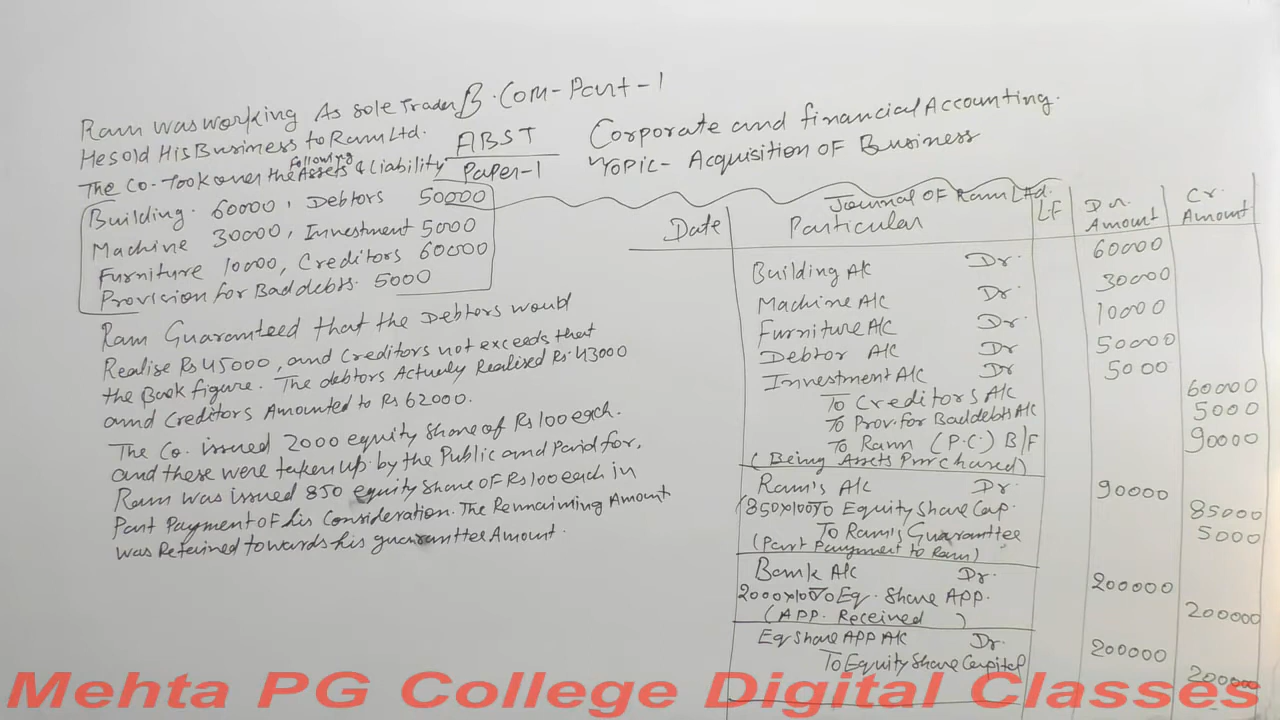 Ram was working As Sole Trader
He sold His Business to Ram Ltd.
The Co. Took over the Following Assets & Liability
Building. 60000, Debtors 50000
Machine 30000, Investment 5000
Furniture 10000, Creditors 60000
Provision for Bad debts. 5000
Ram Guaranteed that the Debtors would
Realise Rs 45000, and Creditors not exceeds that
the Book figure. The debtors Actually Realised Rs. 43000
and Creditors Amounted to Rs 62000.
The Co. issued 2000 equity Share of Rs 100 each.
and these were taken up by the Public and Paid for,
Ram was issued 850 equity Share OF Rs 100 each in
Part Payment OF his Consideration. The Remaining Amount
was Retained towards his guaranttee Amount.
B.Com-Part-1
ABST
Paper-1
Corporate and financial Accounting.
Topic- Acquisition OF Business
Journal OF Ram Ltd.
Date Particular LF Dr. Amount Cr. Amount
Building A/c Dr. 60000
Machine A/c Dr. 30000
Furniture A/c Dr. 10000
Debtor A/c Dr 50000
Investment A/c Dr 5000
To Creditors A/c 60000
To Prov. for Bad debts A/c 5000
To Ram (P.C.) B/F 90000
(Being Assets Purchased)
Ram's A/c Dr. 90000
(850x100 To Equity Share Cap. 85000
To Ram's Guaranttee 5000
(Part Payment to Ram)
Bank A/c Dr. 200000
2000x100 To Eq. Share APP. 200000
(APP. Received )
Eq Share APP A/c Dr. 200000
To Equity Share Capital 200000
Mehta PG College Digital Classes